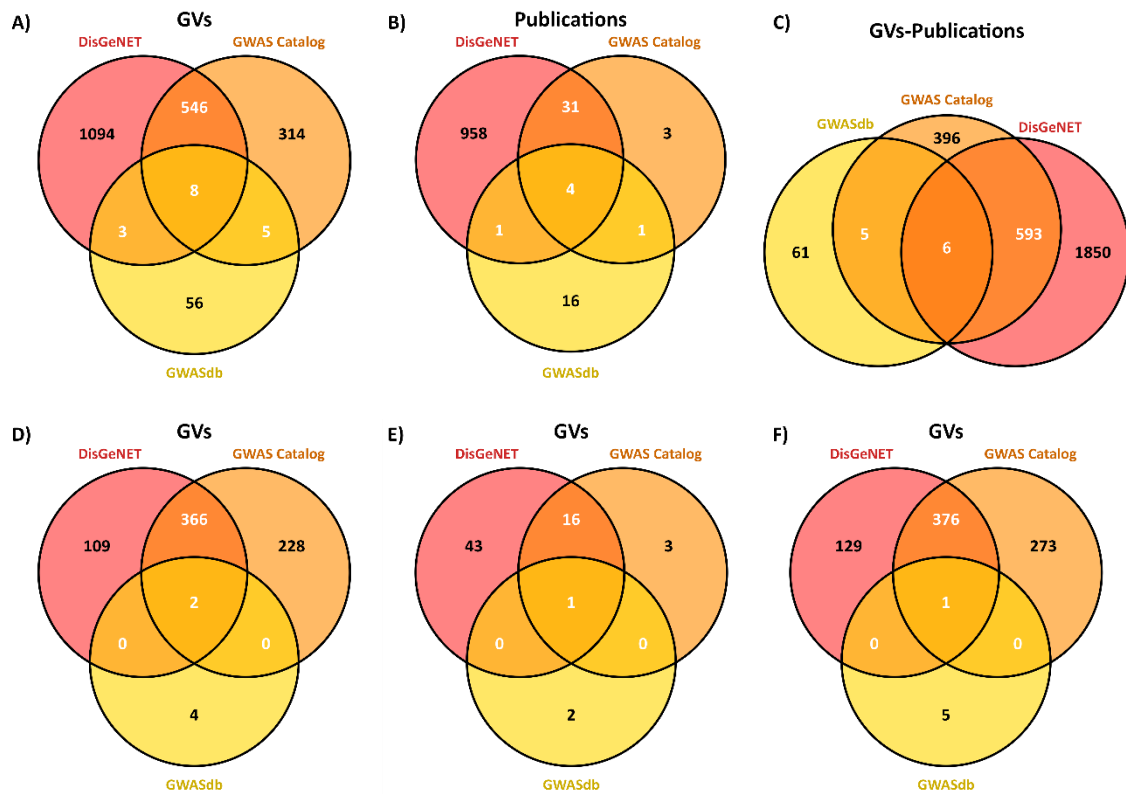 A)
GVs
DisGeNET
GWAS Catalog
1094
546
314
8
3
5
56
GWASdb
B)
Publications
DisGeNET
GWAS Catalog
958
31
3
4
1
1
16
GWASdb
C)
GVs-Publications
GWAS Catalog
GWASdb
DisGeNET
396
61
5
6
593
1850
D)
GVs
DisGeNET
GWAS Catalog
109
366
228
2
0
0
4
GWASdb
E)
GVs
DisGeNET
GWAS Catalog
43
16
3
1
0
0
2
GWASdb
F)
GVs
DisGeNET
GWAS Catalog
129
376
273
1
0
0
5
GWASdb